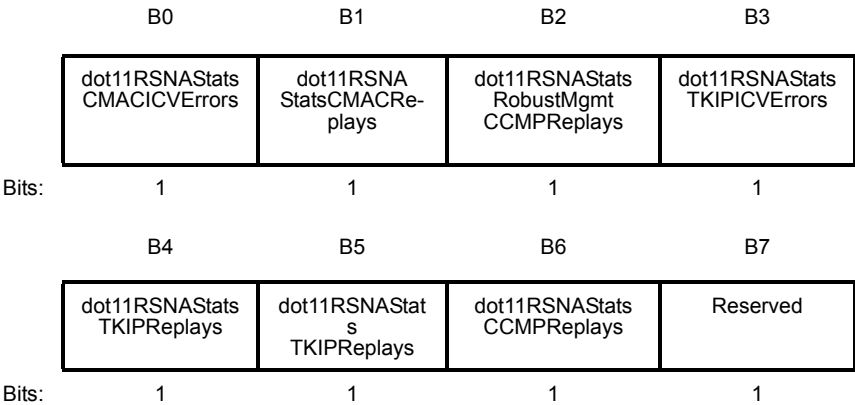 B0 B1 B2 B3
dot11RSNAStats dot11RSNA dot11RSNAStats dot11RSNAStats
CMACICVErrors StatsCMACRe- RobustMgmt TKIPICVErrors
plays CCMPReplays
Bits: 1 1 1 1
B4 B5 B6 B7
dot11RSNAStats dot11RSNAStat dot11RSNAStats Reserved
TKIPReplays s CCMPReplays
TKIPReplays
Bits: 1 1 1 1